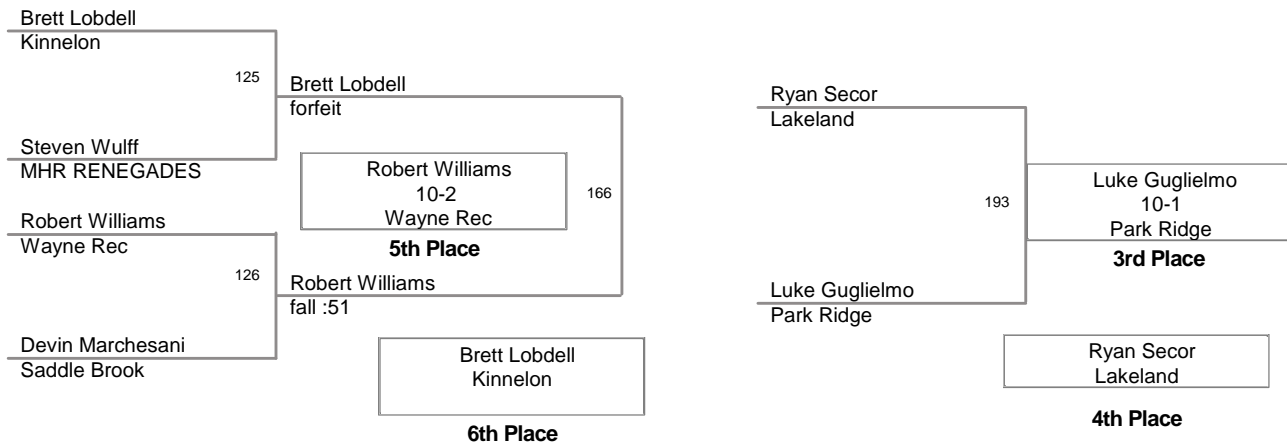 Brett Lobdell
Kinnelon
125
Brett Lobdell
forfeit
Steven Wulff
MHR RENEGADES
Robert Williams
10-2
Wayne Rec
5th Place
166
Robert Williams
Wayne Rec
126
Robert Williams
fall :51
Devin Marchesani
Saddle Brook
Brett Lobdell
Kinnelon
6th Place
Ryan Secor
Lakeland
193
Luke Guglielmo
10-1
Park Ridge
3rd Place
Luke Guglielmo
Park Ridge
Ryan Secor
Lakeland
4th Place